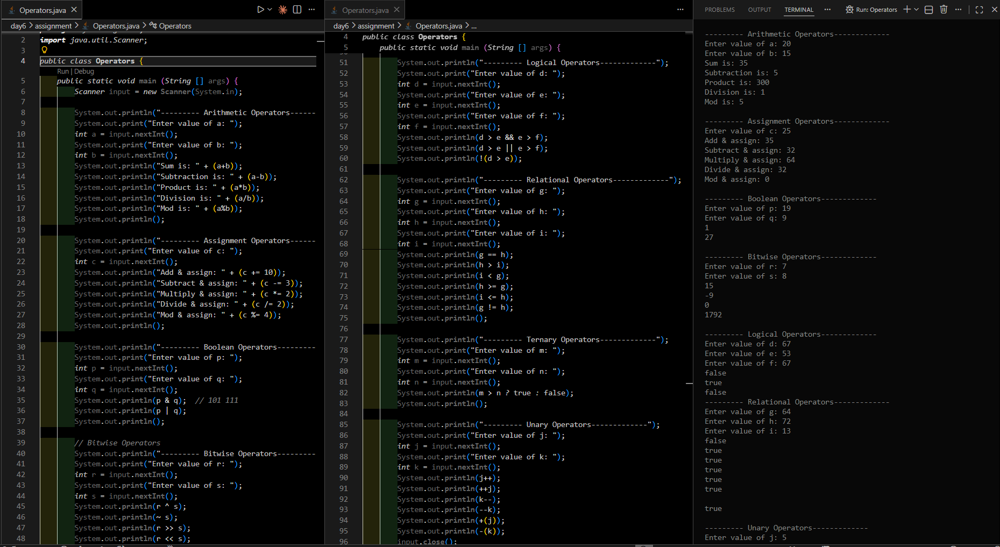 Operators.java
day6 > assignment > Operators.java > Operators
2 import java.util.Scanner;
3
4 public class Operators {
Run | Debug
5 public static void main (String [] args) {
6 Scanner input = new Scanner(System.in);
7
8 System.out.println("--------- Arithmetic Operators------
9 System.out.print("Enter value of a: ");
10 int a = input.nextInt();
11 System.out.print("Enter value of b: ");
12 int b = input.nextInt();
13 System.out.println("Sum is: " + (a+b));
14 System.out.println("Subtraction is: " + (a-b));
15 System.out.println("Product is: " + (a*b));
16 System.out.println("Division is: " + (a/b));
17 System.out.println("Mod is: " + (a%b));
18 System.out.println();
19
20 System.out.println("--------- Assignment Operators------
21 System.out.print("Enter value of c: ");
22 int c = input.nextInt();
23 System.out.println("Add & assign: " + (c += 10));
24 System.out.println("Subtract & assign: " + (c -= 3));
25 System.out.println("Multiply & assign: " + (c *= 2));
26 System.out.println("Divide & assign: " + (c /= 2));
27 System.out.println("Mod & assign: " + (c %= 4));
28 System.out.println();
29
30 System.out.println("--------- Boolean Operators---------
31 System.out.print("Enter value of p: ");
32 int p = input.nextInt();
33 System.out.print("Enter value of q: ");
34 int q = input.nextInt();
35 System.out.println(p & q);  // 101 111
36 System.out.println(p | q);
37 System.out.println();
38
39 // Bitwise Operators
40 System.out.println("--------- Bitwise Operators---------
41 System.out.print("Enter value of r: ");
42 int r = input.nextInt();
43 System.out.print("Enter value of s: ");
44 int s = input.nextInt();
45 System.out.println(r ^ s);
46 System.out.println(~ s);
47 System.out.println(r >> s);
48 System.out.println(r << s);
Operators.java
day6 > assignment > Operators.java > ...
4 public class Operators {
5 public static void main (String [] args) {
51 System.out.println("--------- Logical Operators-------------");
52 System.out.print("Enter value of d: ");
53 int d = input.nextInt();
54 System.out.print("Enter value of e: ");
55 int e = input.nextInt();
56 System.out.print("Enter value of f: ");
57 int f = input.nextInt();
58 System.out.println(d > e && e > f);
59 System.out.println(d > e || e > f);
60 System.out.println(!(d > e));
61
62 System.out.println("--------- Relational Operators-------------");
63 System.out.print("Enter value of g: ");
64 int g = input.nextInt();
65 System.out.print("Enter value of h: ");
66 int h = input.nextInt();
67 System.out.print("Enter value of i: ");
68 int i = input.nextInt();
69 System.out.println(g == h);
70 System.out.println(h > i);
71 System.out.println(i < g);
72 System.out.println(h >= g);
73 System.out.println(i <= h);
74 System.out.println(g != h);
75 System.out.println();
76
77 System.out.println("--------- Ternary Operators-------------");
78 System.out.print("Enter value of m: ");
79 int m = input.nextInt();
80 System.out.print("Enter value of n: ");
81 int n = input.nextInt();
82 System.out.println(m > n ? true : false);
83 System.out.println();
84
85 System.out.println("--------- Unary Operators-------------");
86 System.out.print("Enter value of j: ");
87 int j = input.nextInt();
88 System.out.print("Enter value of k: ");
89 int k = input.nextInt();
90 System.out.println(j++);
91 System.out.println(++j);
92 System.out.println(k--);
93 System.out.println(--k);
94 System.out.println(+(j));
95 System.out.println(-(k));
96 input.close();
PROBLEMS OUTPUT TERMINAL ... Run: Operators
--------- Arithmetic Operators-------------
Enter value of a: 20
Enter value of b: 15
Sum is: 35
Subtraction is: 5
Product is: 300
Division is: 1
Mod is: 5
--------- Assignment Operators-------------
Enter value of c: 25
Add & assign: 35
Subtract & assign: 32
Multiply & assign: 64
Divide & assign: 32
Mod & assign: 0
--------- Boolean Operators-------------
Enter value of p: 19
Enter value of q: 9
1
27
--------- Bitwise Operators-------------
Enter value of r: 7
Enter value of s: 8
15
-9
0
1792
--------- Logical Operators-------------
Enter value of d: 67
Enter value of e: 53
Enter value of f: 67
false
true
false
--------- Relational Operators-------------
Enter value of g: 64
Enter value of h: 72
Enter value of i: 13
false
true
true
true
true
true
true
--------- Unary Operators-------------
Enter value of j: 5